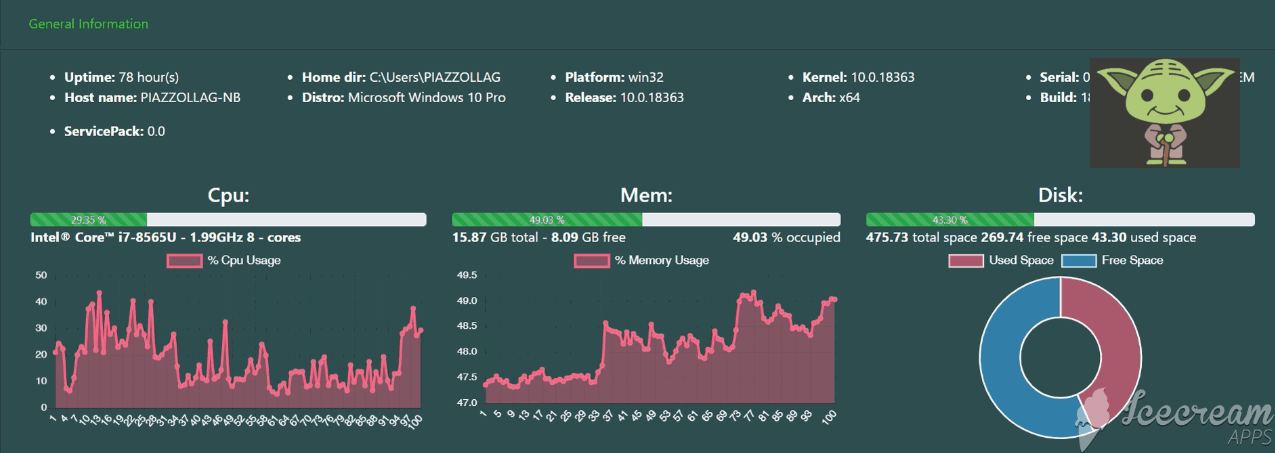 General Information
Uptime: 78 hour(s)
Home dir: C:\Users\PIAZZOLLAG
Platform: win32
Kernel: 10.0.18363
Serial: 0 EM
Host name: PIAZZOLLAG-NB
Distro: Microsoft Windows 10 Pro
Release: 10.0.18363
Arch: x64
Build: 18
ServicePack: 0.0
Cpu:
Mem:
Disk:
29.35 %
49.03 %
43.30 %
Intel® Core™ i7-8565U - 1.99GHz 8 - cores
15.87 GB total - 8.09 GB free
49.03 % occupied
475.73 total space 269.74 free space 43.30 used space
% Cpu Usage
% Memory Usage
Used Space
Free Space
50
40
30
20
10
0
1 4 7 10 13 16 19 22 25 28 31 34 37 40 43 46 49 52 55 58 61 64 67 70 73 76 79 82 85 88 91 94 97 100
49.5
49.0
48.5
48.0
47.5
47.0
1 5 9 13 17 21 25 29 33 37 41 45 49 53 57 61 65 69 73 77 81 85 89 93 100
Icecream
APPS